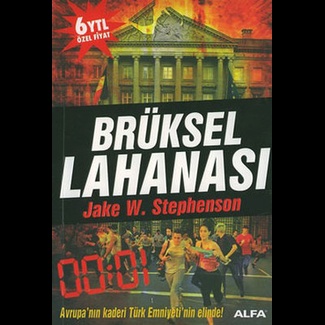 6 YTL
ÖZEL FİYAT
BRÜKSEL
LAHANASI
Jake W. Stephenson
00:01
Avrupa'nın kaderi Türk Emniyeti'nin elinde!
ALFA